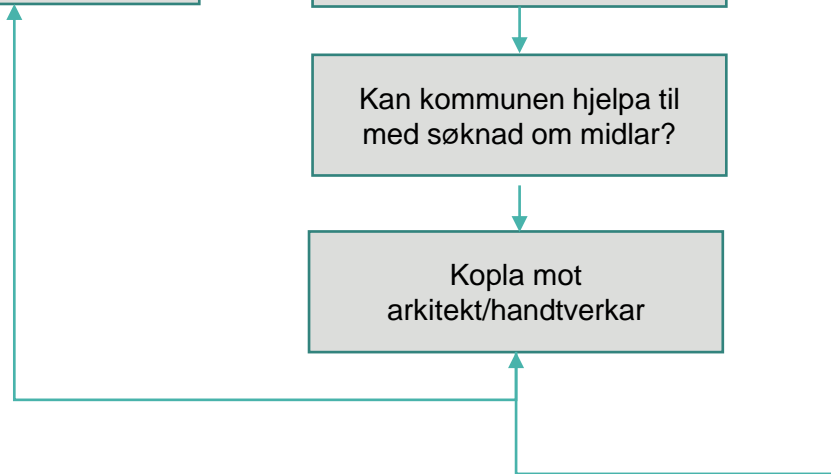 Kan kommunen hjelpa til
med søknad om midlar?
Kopla mot
arkitekt/handtverkar